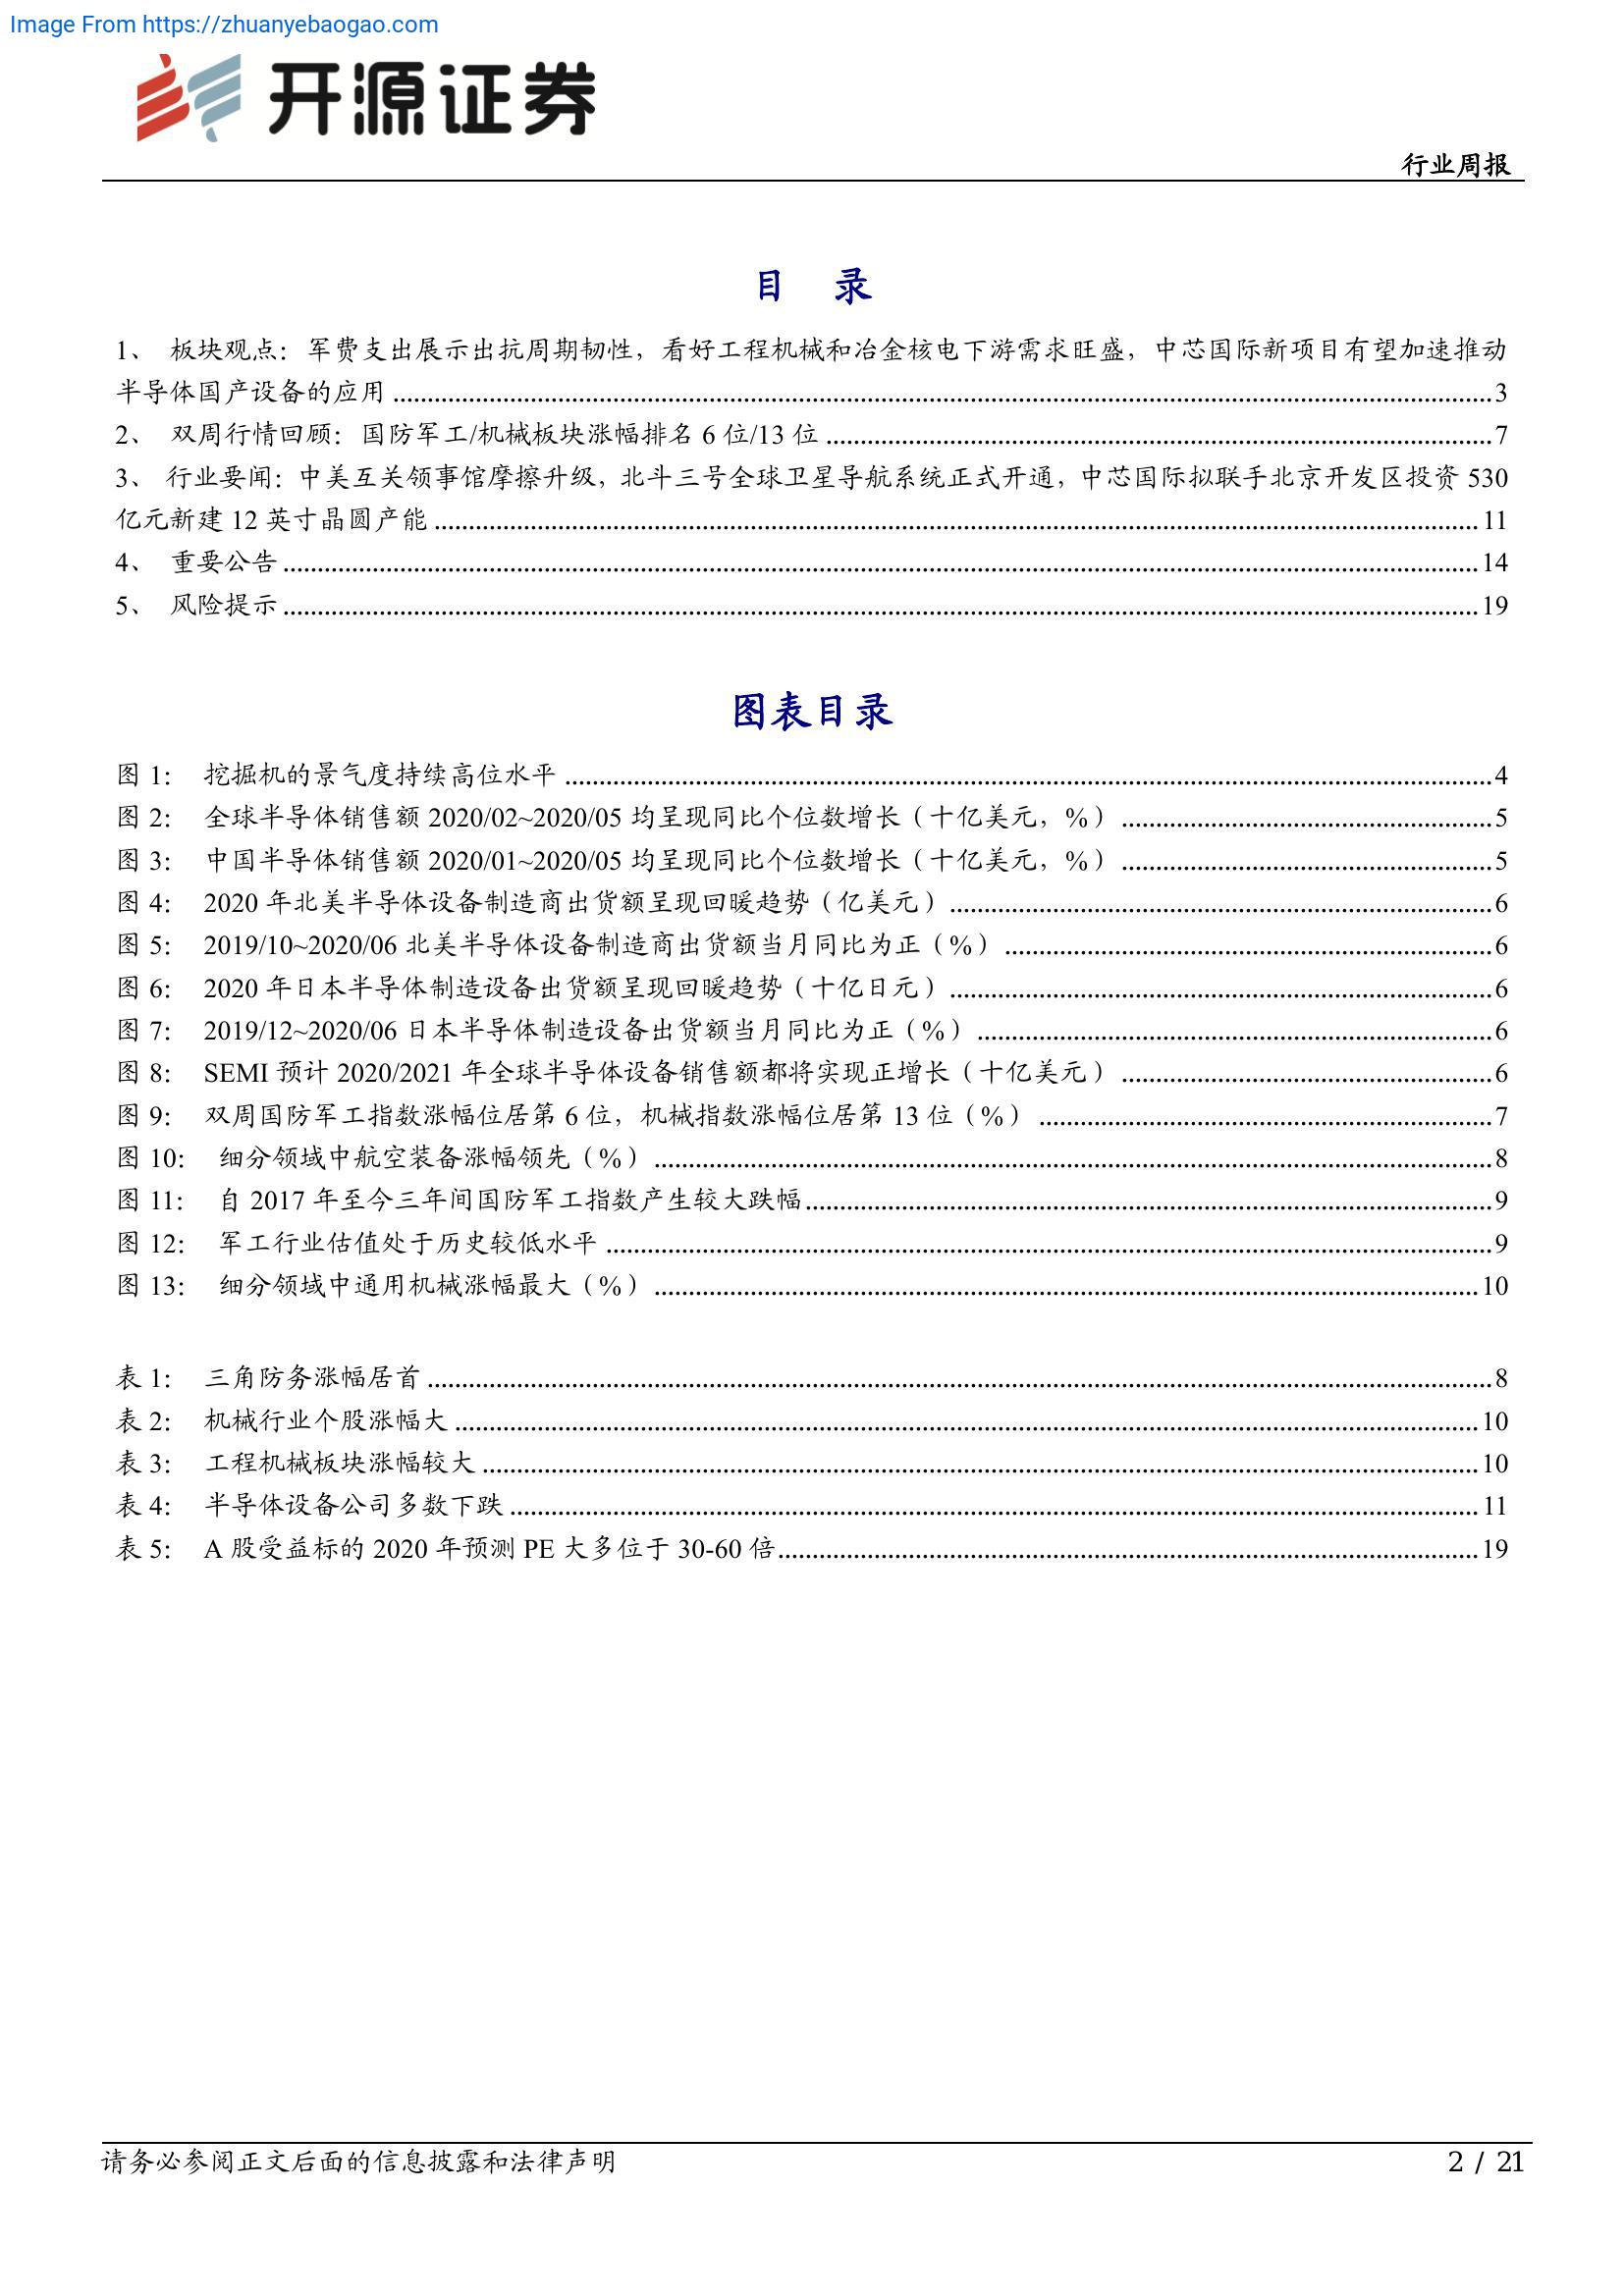 Image From https://zhuanyebaogao.com
开源证券
行业周报
目 录
1、 板块观点：军费支出展示出抗周期韧性，看好工程机械和冶金核电下游需求旺盛，中芯国际新项目有望加速推动
半导体国产设备的应用 ........ 3
2、 双周行情回顾：国防军工/机械板块涨幅排名 6 位/13 位 ........ 7
3、 行业要闻：中美互关领事馆摩擦升级，北斗三号全球卫星导航系统正式开通，中芯国际拟联手北京开发区投资 530
亿元新建 12 英寸晶圆产能 ........ 11
4、 重要公告 ........ 14
5、 风险提示 ........ 19
图表目录
图 1： 挖掘机的景气度持续高位水平 ........ 4
图 2： 全球半导体销售额 2020/02~2020/05 均呈现同比个位数增长（十亿美元，%） ........ 5
图 3： 中国半导体销售额 2020/01~2020/05 均呈现同比个位数增长（十亿美元，%） ........ 5
图 4： 2020 年北美半导体设备制造商出货额呈现回暖趋势（亿美元） ........ 6
图 5： 2019/10~2020/06 北美半导体设备制造商出货额当月同比为正（%） ........ 6
图 6： 2020 年日本半导体制造设备出货额呈现回暖趋势（十亿日元） ........ 6
图 7： 2019/12~2020/06 日本半导体制造设备出货额当月同比为正（%） ........ 6
图 8： SEMI 预计 2020/2021 年全球半导体设备销售额都将实现正增长（十亿美元） ........ 6
图 9： 双周国防军工指数涨幅位居第 6 位，机械指数涨幅位居第 13 位（%） ........ 7
图 10： 细分领域中航空装备涨幅领先（%） ........ 8
图 11： 自 2017 年至今三年间国防军工指数产生较大跌幅 ........ 9
图 12： 军工行业估值处于历史较低水平 ........ 9
图 13： 细分领域中通用机械涨幅最大（%） ........ 10
表 1： 三角防务涨幅居首 ........ 8
表 2： 机械行业个股涨幅大 ........ 10
表 3： 工程机械板块涨幅较大 ........ 10
表 4： 半导体设备公司多数下跌 ........ 11
表 5： A 股受益标的 2020 年预测 PE 大多位于 30-60 倍 ........ 19
请务必参阅正文后面的信息披露和法律声明
2 / 21